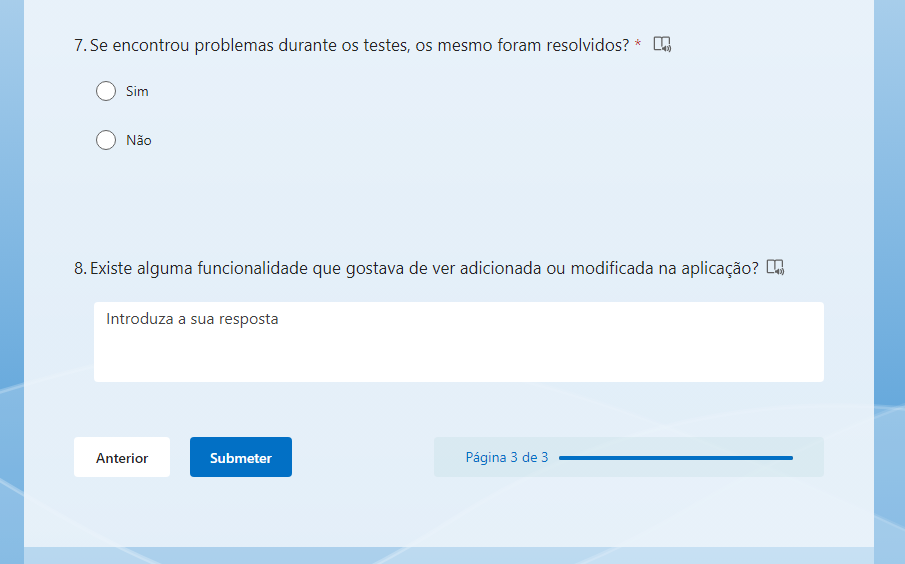 7. Se encontrou problemas durante os testes, os mesmo foram resolvidos? *
Sim
Não
8. Existe alguma funcionalidade que gostava de ver adicionada ou modificada na aplicação?
Introduza a sua resposta
Anterior
Submeter
Página 3 de 3